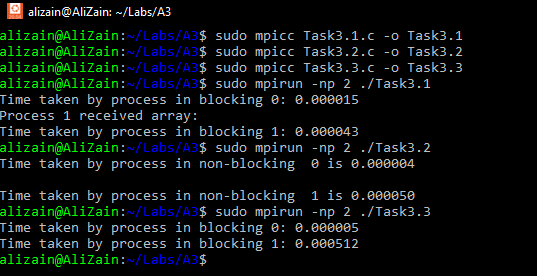 alizain@AliZain: ~/Labs/A3
alizain@AliZain:~/Labs/A3$ sudo mpicc Task3.1.c -o Task3.1
alizain@AliZain:~/Labs/A3$ sudo mpicc Task3.2.c -o Task3.2
alizain@AliZain:~/Labs/A3$ sudo mpicc Task3.3.c -o Task3.3
alizain@AliZain:~/Labs/A3$ sudo mpirun -np 2 ./Task3.1
Time taken by process in blocking 0: 0.000015
Process 1 received array:
Time taken by process in blocking 1: 0.000043
alizain@AliZain:~/Labs/A3$ sudo mpirun -np 2 ./Task3.2
Time taken by process in non-blocking  0 is 0.000004
Time taken by process in non-blocking  1 is 0.000050
alizain@AliZain:~/Labs/A3$ sudo mpirun -np 2 ./Task3.3
Time taken by process in blocking 0: 0.000005
Time taken by process in blocking 1: 0.000512
alizain@AliZain:~/Labs/A3$